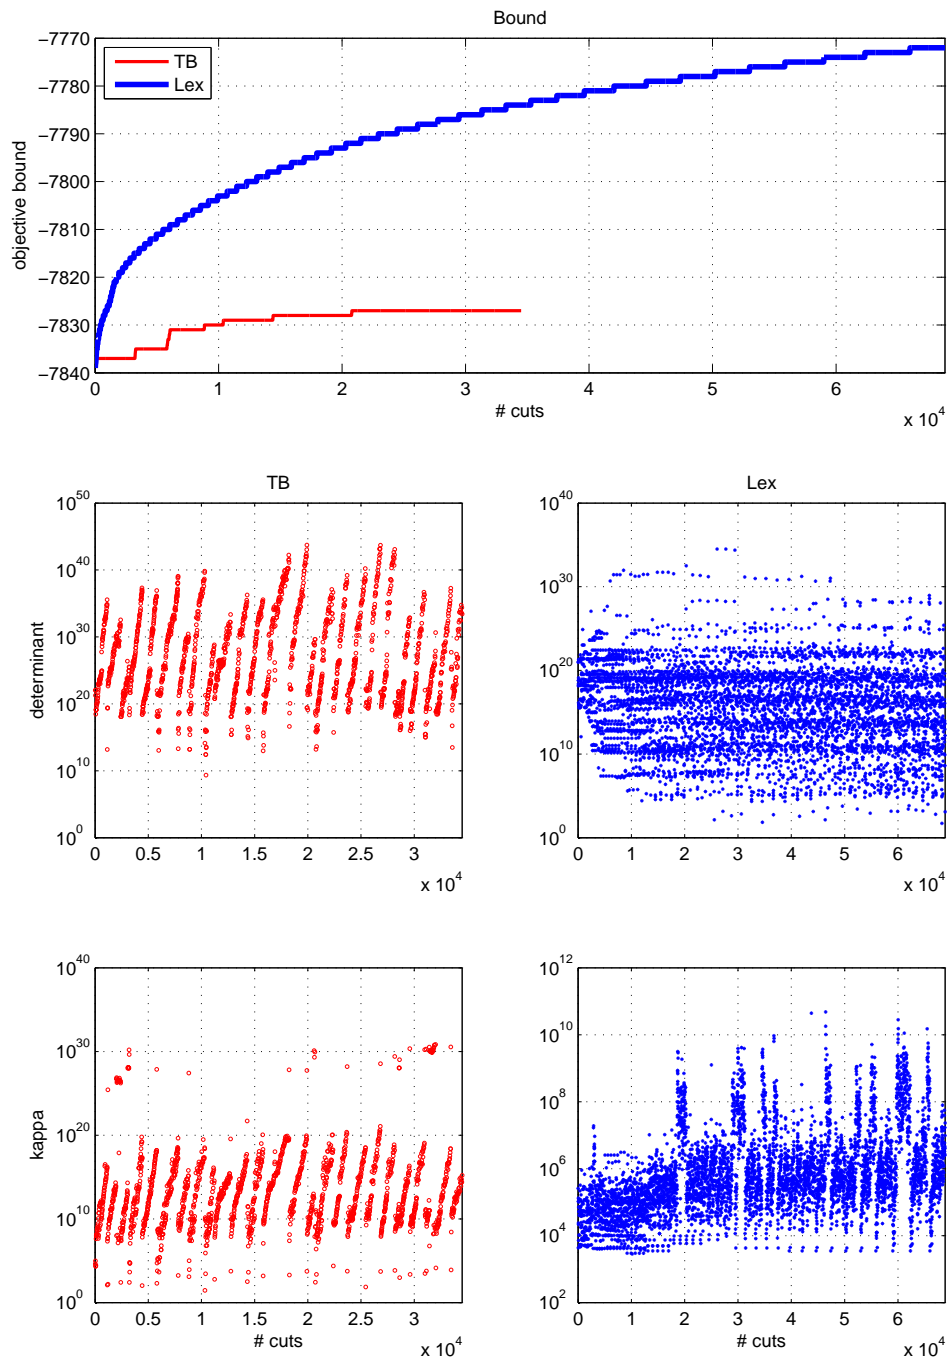 Bound
−7770
−7780
−7790
−7800
−7810
−7820
−7830
−7840
objective bound
TB
Lex
0 1 2 3 4 5 6
# cuts
x 10^4
TB
10^50
10^40
10^30
10^20
10^10
10^0
determinant
0 0.5 1 1.5 2 2.5 3
x 10^4
Lex
10^40
10^30
10^20
10^10
10^0
0 1 2 3 4 5 6
x 10^4
10^40
10^30
10^20
10^10
10^0
kappa
0 0.5 1 1.5 2 2.5 3
# cuts
x 10^4
10^12
10^10
10^8
10^6
10^4
10^2
0 1 2 3 4 5 6
# cuts
x 10^4